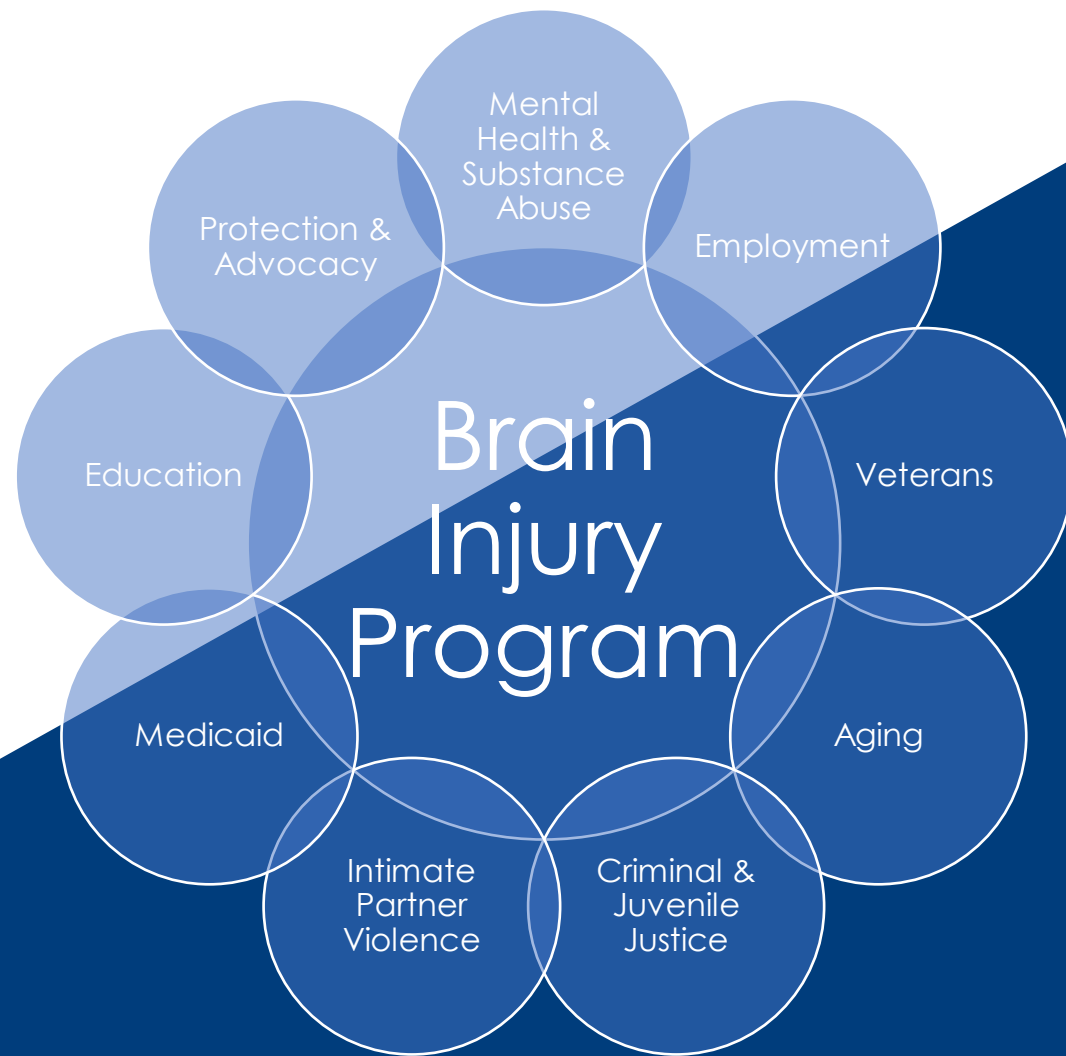 Mental
Health &
Substance
Abuse
Protection &
Advocacy
Employment
Education
Veterans
Brain
Injury
Program
Medicaid
Aging
Intimate
Partner
Violence
Criminal &
Juvenile
Justice